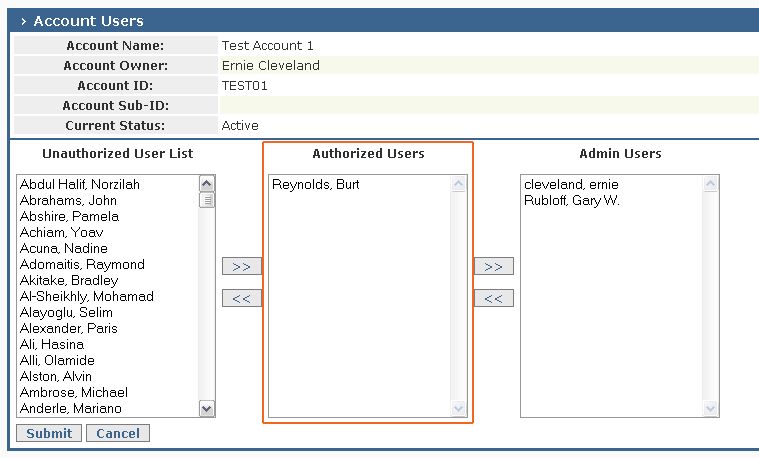 › Account Users
Account Name: Test Account 1
Account Owner: Ernie Cleveland
Account ID: TEST01
Account Sub-ID:
Current Status: Active
Unauthorized User List
Abdul Halif, Norzilah
Abrahams, John
Abshire, Pamela
Achiam, Yoav
Acuna, Nadine
Adomaitis, Raymond
Akitake, Bradley
Al-Sheikhly, Mohamad
Alayoglu, Selim
Alexander, Paris
Ali, Hasina
Alli, Olamide
Alston, Alvin
Ambrose, Michael
Anderle, Mariano
>>
<<
Authorized Users
Reynolds, Burt
>>
<<
Admin Users
cleveland, ernie
Rubloff, Gary W.
Submit Cancel